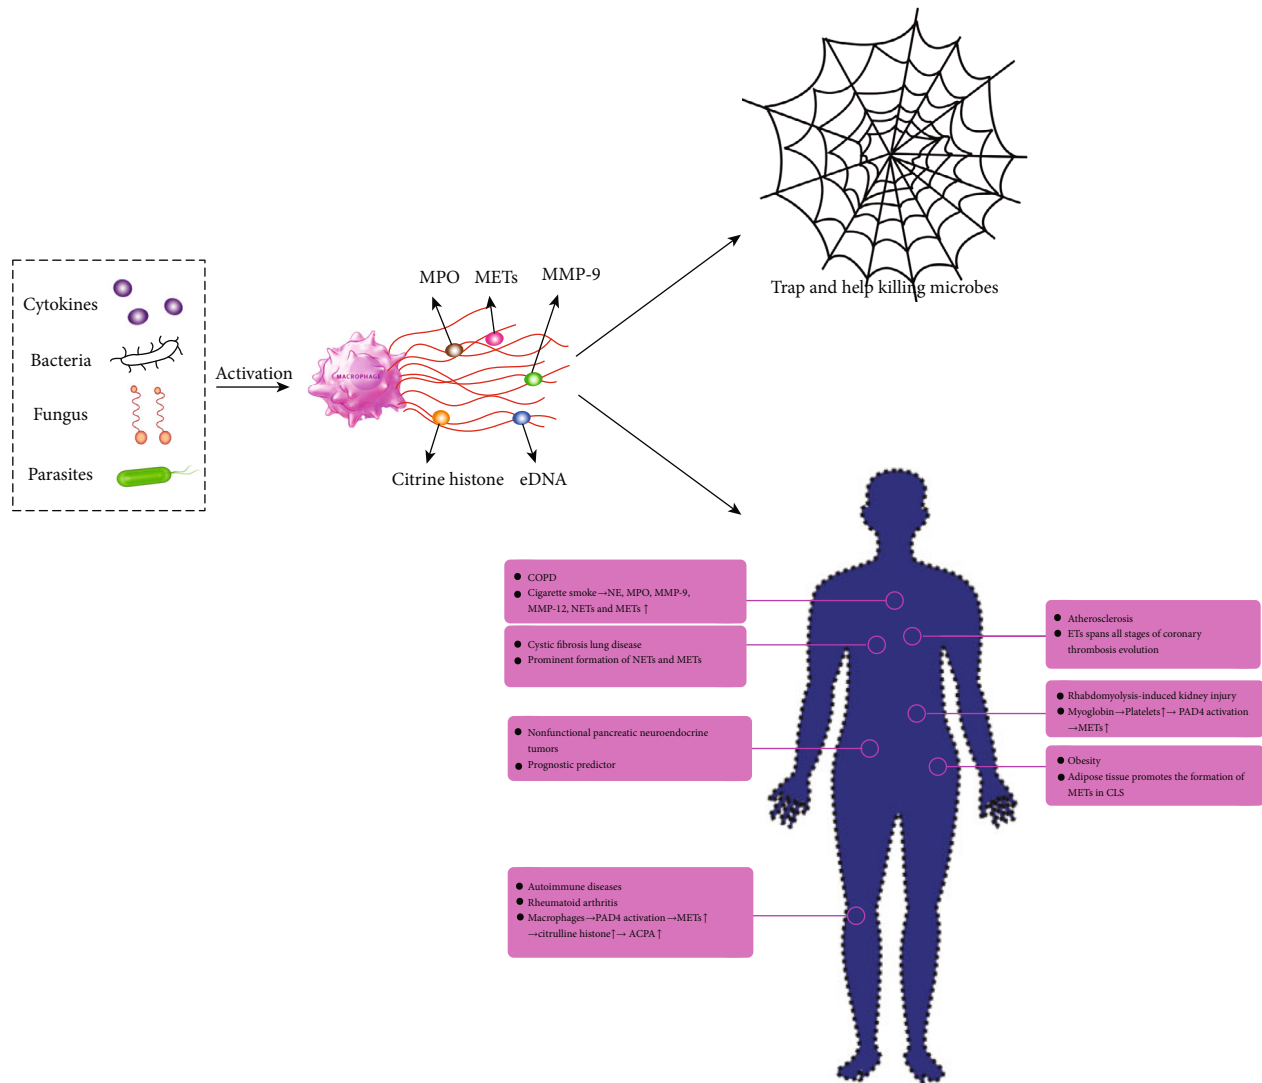 Cytokines
Bacteria
Fungus
Parasites
Activation
MACROPHAGE
MPO
METs
MMP-9
Citrine histone
eDNA
Trap and help killing microbes
● COPD
● Cigarette smoke→NE, MPO, MMP-9,
MMP-12, NETs and METs ↑
● Cystic fibrosis lung disease
● Prominent formation of NETs and METs
● Nonfunctional pancreatic neuroendocrine
tumors
● Prognostic predictor
● Autoimmune diseases
● Rheumatoid arthritis
● Macrophages→PAD4 activation→METs↑
→citrulline histone↑→ ACPA↑
● Atherosclerosis
● ETs spans all stages of coronary
thrombosis evolution
● Rhabdomyolysis-induced kidney injury
● Myoglobin→Platelets↑→ PAD4 activation
→METs↑
● Obesity
● Adipose tissue promotes the formation of
METs in CLS